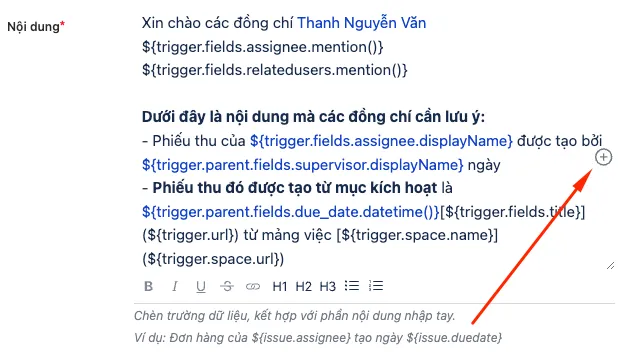 Nội dung*
Xin chào các đồng chí Thanh Nguyễn Văn
${trigger.fields.assignee.mention()}
${trigger.fields.relatedusers.mention()}
Dưới đây là nội dung mà các đồng chí cần lưu ý:
- Phiếu thu của ${trigger.fields.assignee.displayName} được tạo bởi
${trigger.parent.fields.supervisor.displayName} ngày
- Phiếu thu đó được tạo từ mục kích hoạt là
${trigger.parent.fields.due_date.datetime()}[${trigger.fields.title}]
(${trigger.url}) từ mảng việc [${trigger.space.name}]
(${trigger.space.url})
B I U S H1 H2 H3
Chèn trường dữ liệu, kết hợp với phần nội dung nhập tay.
Ví dụ: Đơn hàng của ${issue.assignee} tạo ngày ${issue.duedate}